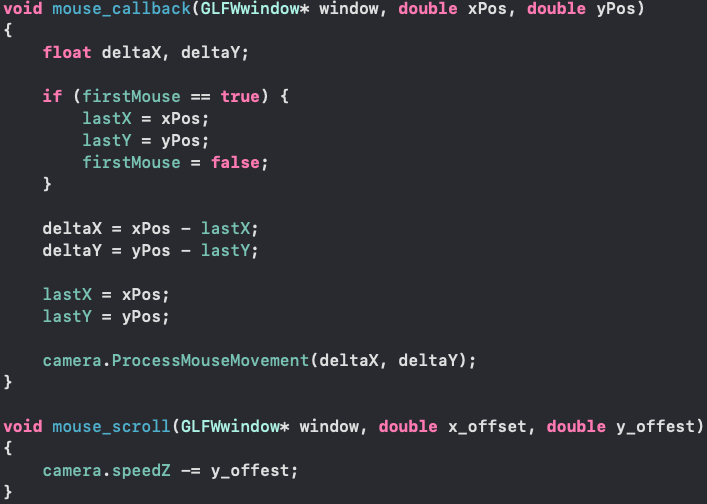 void mouse_callback(GLFWwindow* window, double xPos, double yPos)
{
    float deltaX, deltaY;

    if (firstMouse == true) {
        lastX = xPos;
        lastY = yPos;
        firstMouse = false;
    }

    deltaX = xPos - lastX;
    deltaY = yPos - lastY;

    lastX = xPos;
    lastY = yPos;

    camera.ProcessMouseMovement(deltaX, deltaY);
}

void mouse_scroll(GLFWwindow* window, double x_offset, double y_offest)
{
    camera.speedZ -= y_offest;
}